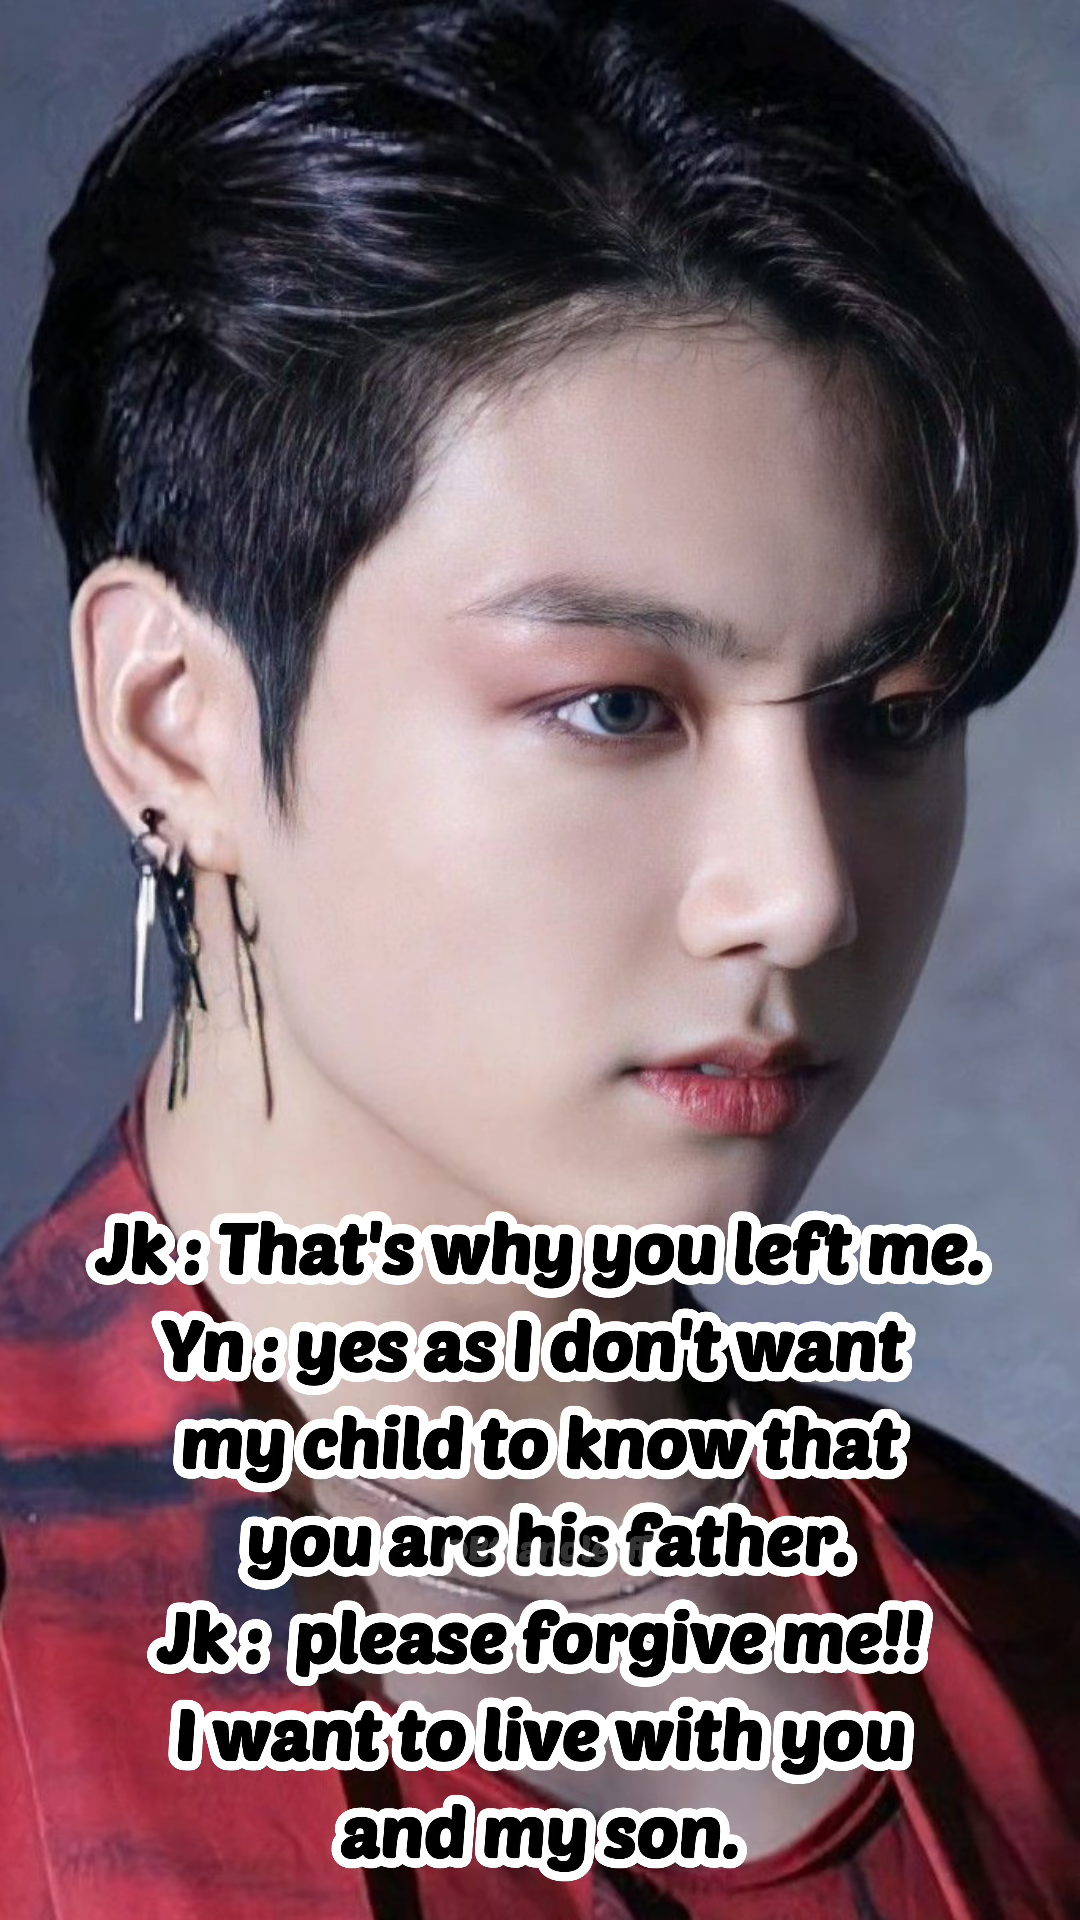 Jk : That's why you left me.
Yn : yes as I don't want
my child to know that
you are his father.
Jk : please forgive me!!
I want to live with you
and my son.